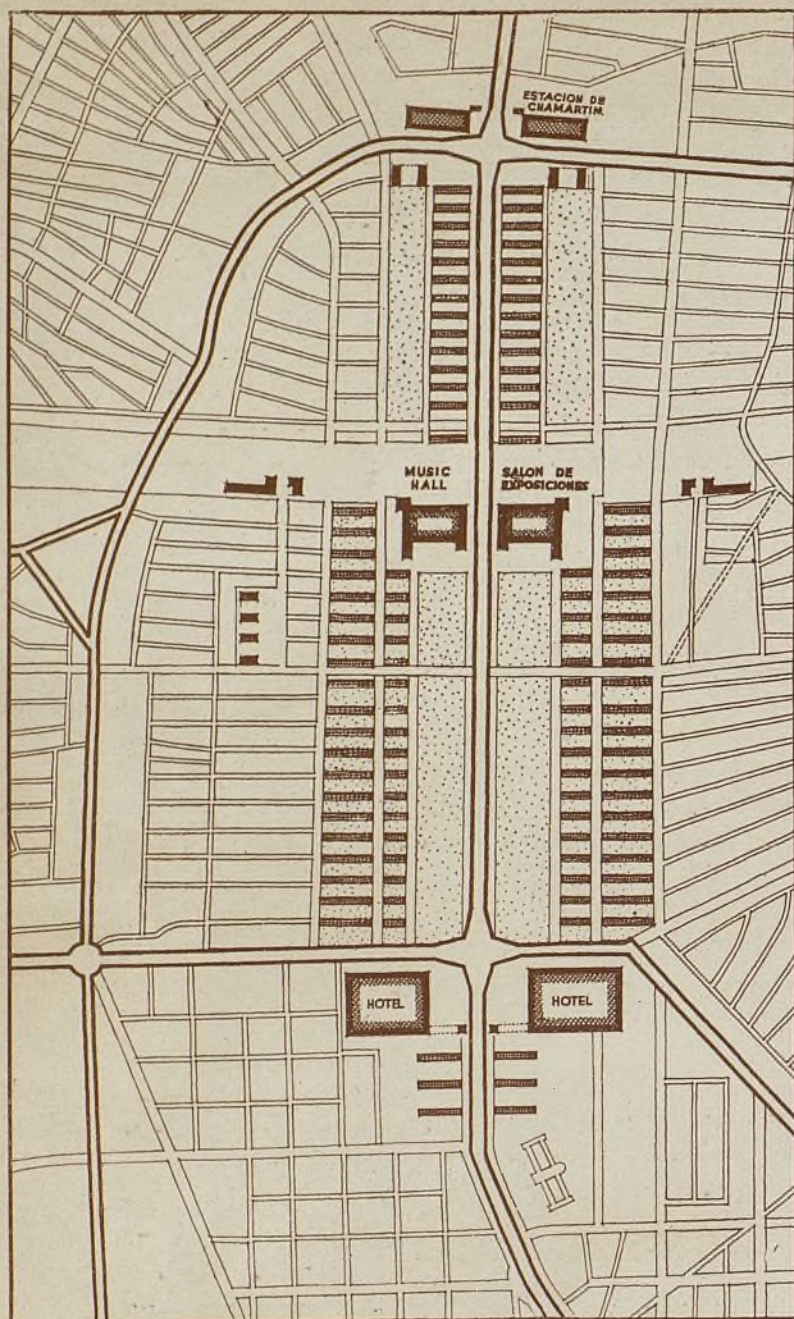 ESTACION DE
CHAMARTIN.
MUSIC
HALL
SALON DE
EXPOSICIONES
HOTEL
HOTEL